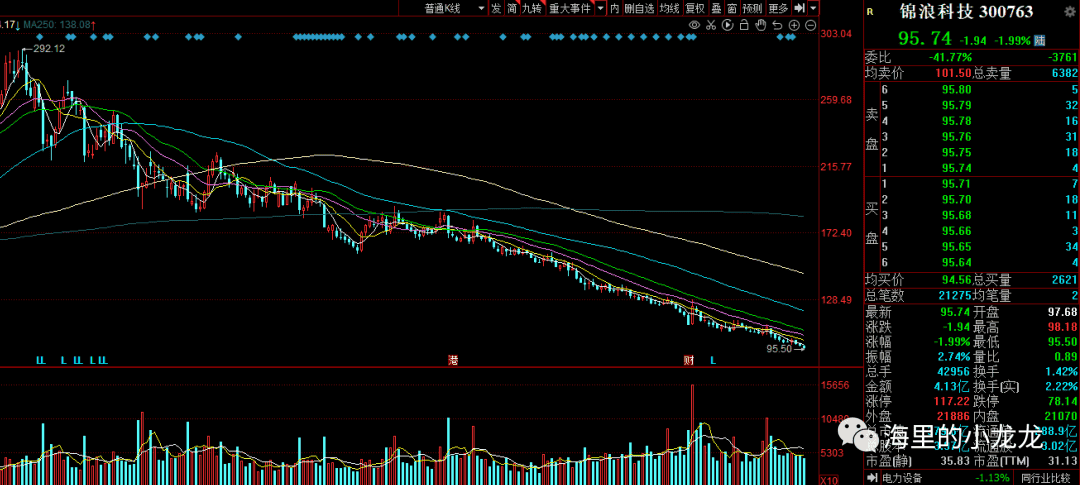 普通K线 发 简 九转 重大事件 内 删自选 均线 复权 叠 窗 预测 更多
.17↓ MA250: 138.08↑
292.12
303.04
259.68
215.77
172.40
128.49
95.50
LL L LL L LL 港 财 L
15656
10480
5303
X10
R 锦浪科技 300763
95.74 -1.94 -1.99% 陆
委比 -41.77% -3761
均卖价 101.50 总卖量 6382
卖盘
6 95.80 5
5 95.79 32
4 95.78 16
3 95.76 31
2 95.75 18
1 95.74 4
买盘
1 95.71 7
2 95.70 18
3 95.68 11
4 95.66 3
5 95.65 34
6 95.64 4
均买价 94.56 总买量 2621
总笔数 21275 均笔量 2
最新 95.74 开盘 97.68
涨跌 -1.94 最高 98.18
涨幅 -1.99% 最低 95.50
振幅 2.74% 量比 0.89
总手 42956 换手 1.42%
金额 4.13亿 换手(实) 2.22%
涨停 117.22 跌停 78.14
外盘 21886 内盘 21070
88.9亿
3.02亿
市盈(静) 35.83 市盈(TTM) 31.13
电力设备 -1.13% 同行业比较
海里的小龙龙